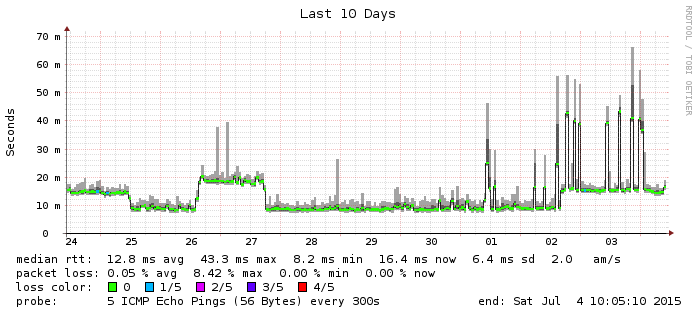 Last 10 Days
RRDTOOL / TOBI OETIKER
Seconds
70 m
60 m
50 m
40 m
30 m
20 m
10 m
0
24 25 26 27 28 29 30 01 02 03
median rtt: 12.8 ms avg 43.3 ms max 8.2 ms min 16.4 ms now 6.4 ms sd 2.0 am/s
packet loss: 0.05 % avg 8.42 % max 0.00 % min 0.00 % now
loss color: 0 1/5 2/5 3/5 4/5
probe: 5 ICMP Echo Pings (56 Bytes) every 300s end: Sat Jul 4 10:05:10 2015